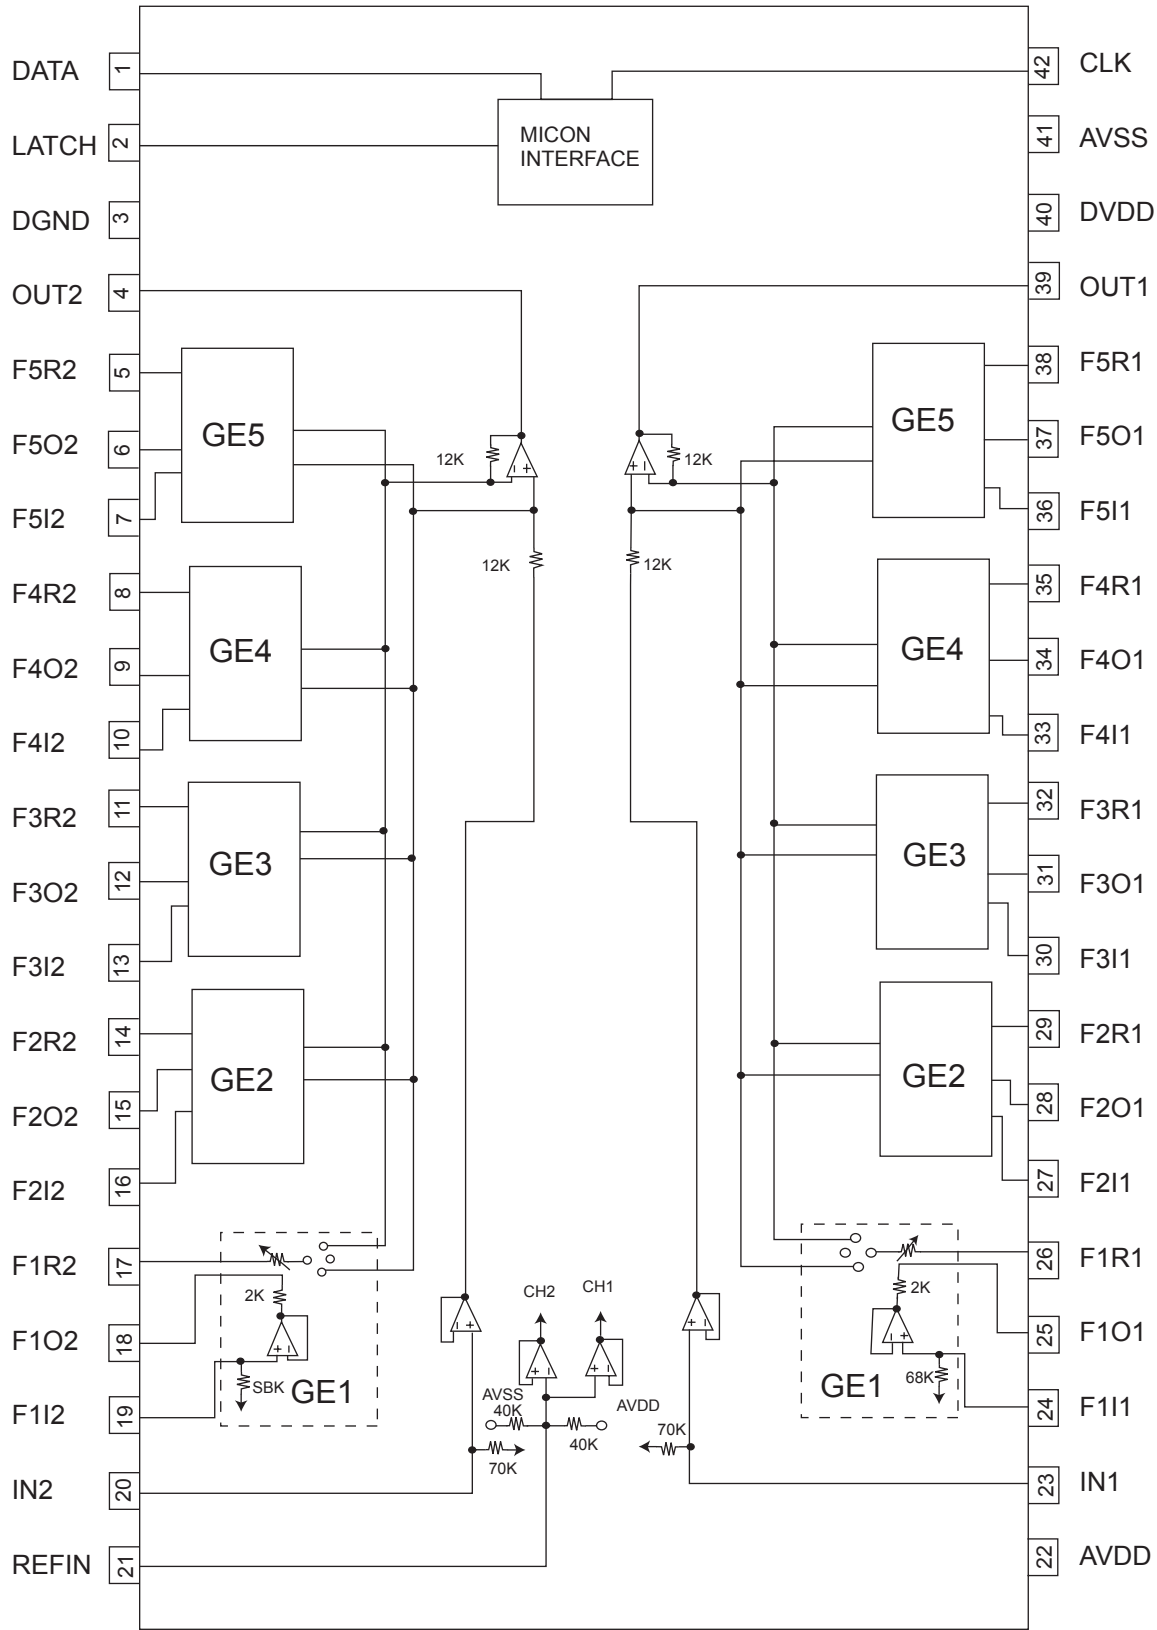 DATA 1
LATCH 2
DGND 3
OUT2 4
F5R2 5
F5O2 6
F5I2 7
F4R2 8
F4O2 9
F4I2 10
F3R2 11
F3O2 12
F3I2 13
F2R2 14
F2O2 15
F2I2 16
F1R2 17
F1O2 18
F1I2 19
IN2 20
REFIN 21
42 CLK
41 AVSS
40 DVDD
39 OUT1
38 F5R1
37 F5O1
36 F5I1
35 F4R1
34 F4O1
33 F4I1
32 F3R1
31 F3O1
30 F3I1
29 F2R1
28 F2O1
27 F2I1
26 F1R1
25 F1O1
24 F1I1
23 IN1
22 AVDD
MICON
INTERFACE
GE5
GE4
GE3
GE2
2K
SBK
GE1
12K
- +
12K
+ -
12K
12K
GE5
GE4
GE3
GE2
2K
68K
GE1
+ -
- +
- +
+ -
+ -
+ -
CH2
CH1
AVSS
40K
AVDD
40K
70K
70K